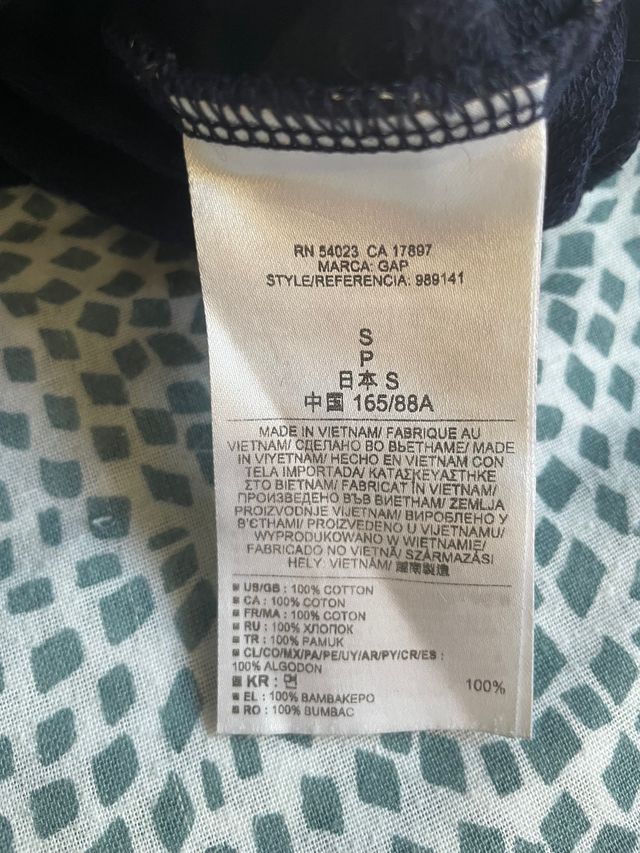 RN 54023 CA 17897
MARCA: GAP
STYLE/REFERENCIA: 989141
S
P
日本 S
中国 165/88A
MADE IN VIETNAM/ FABRIQUE AU
VIETNAM/ СДЕЛАНО ВО ВЬЕТНАМЕ/ MADE
IN VIYETNAM/ HECHO EN VIETNAM CON
TELA IMPORTADA/ ΚΑΤΑΣΚΕΥΑΣΤΗΚΕ
ΣΤΟ ΒΙΕΤΝΑΜ/ FABRICAT ÎN VIETNAM/
ПРОИЗВЕДЕНО ВЪВ ВИЕТНАМ/ ZEMLJA
PROIZVODNJE VIJETNAM/ ВИРОБЛЕНО У
В'ЄТНАМІ/ PROIZVEDENO U VIJETNAMU/
WYPRODUKOWANO W WIETNAMIE/
FABRICADO NO VIETNÃ/ SZÁRMAZÁSI
HELY: VIETNÁM/ 越南製造
US/GB : 100% COTTON
CA : 100% COTON
FR/MA : 100% COTON
RU : 100% ХЛОПОК
TR : 100% PAMUK
CL/CO/MX/PA/PE/UY/AR/PY/CR/ES :
100% ALGODON
KR : 면 100%
EL : 100% ΒΑΜΒΑΚΕΡΟ
RO : 100% BUMBAC